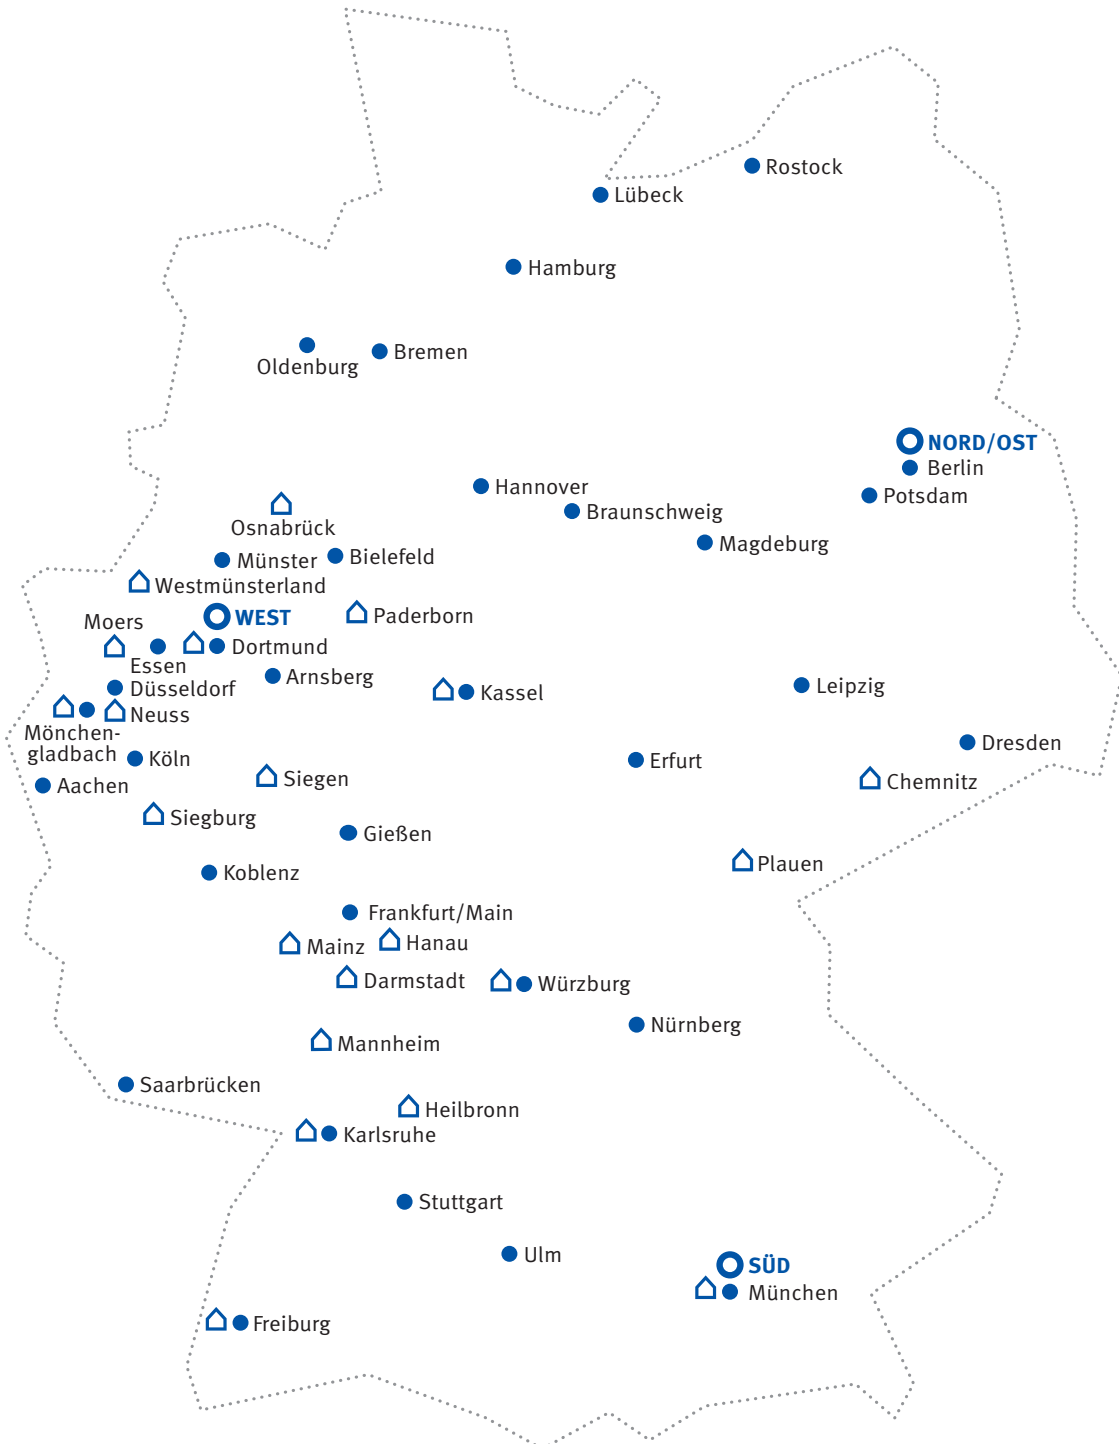 Rostock
Lübeck
Hamburg
Bremen
Oldenburg
NORD/OST
Berlin
Hannover
Potsdam
Braunschweig
Osnabrück
Magdeburg
Bielefeld
Münster
Westmünsterland
Paderborn
WEST
Moers
Dortmund
Essen
Arnsberg
Düsseldorf
Kassel
Leipzig
Neuss
Mönchen-
gladbach
Dresden
Köln
Erfurt
Siegen
Chemnitz
Aachen
Siegburg
Gießen
Plauen
Koblenz
Frankfurt/Main
Hanau
Mainz
Darmstadt
Würzburg
Nürnberg
Mannheim
Saarbrücken
Heilbronn
Karlsruhe
Stuttgart
Ulm
SÜD
München
Freiburg